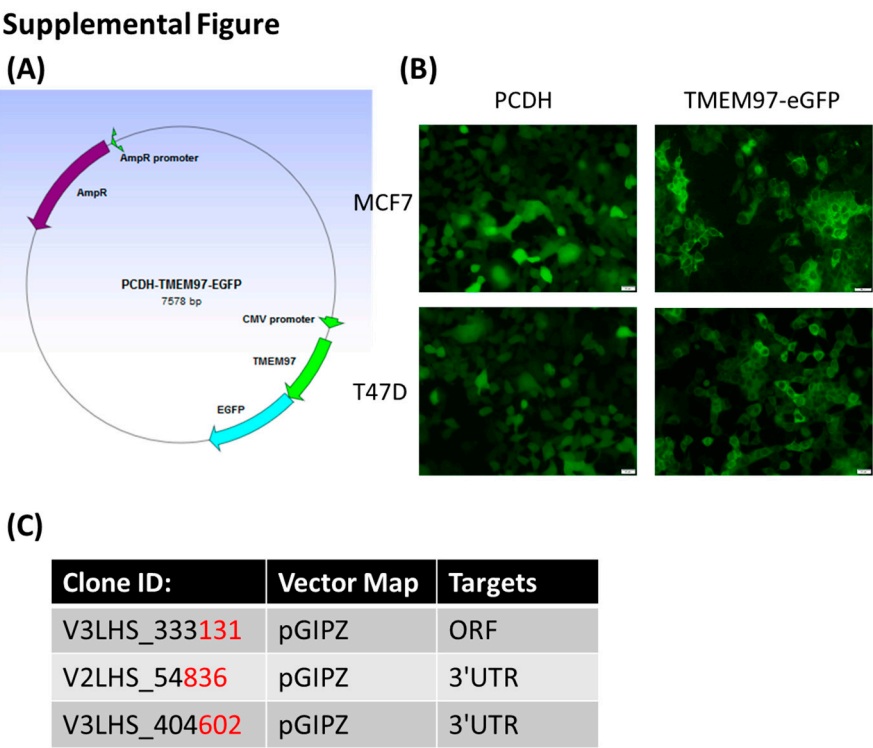 Supplemental Figure
(A)
AmpR promoter
AmpR
PCDH-TMEM97-EGFP
7578 bp
CMV promoter
TMEM97
EGFP
(B)
PCDH TMEM97-eGFP
MCF7
T47D
(C)
Clone ID: Vector Map Targets
V3LHS_333131 pGIPZ ORF
V2LHS_54836 pGIPZ 3'UTR
V3LHS_404602 pGIPZ 3'UTR